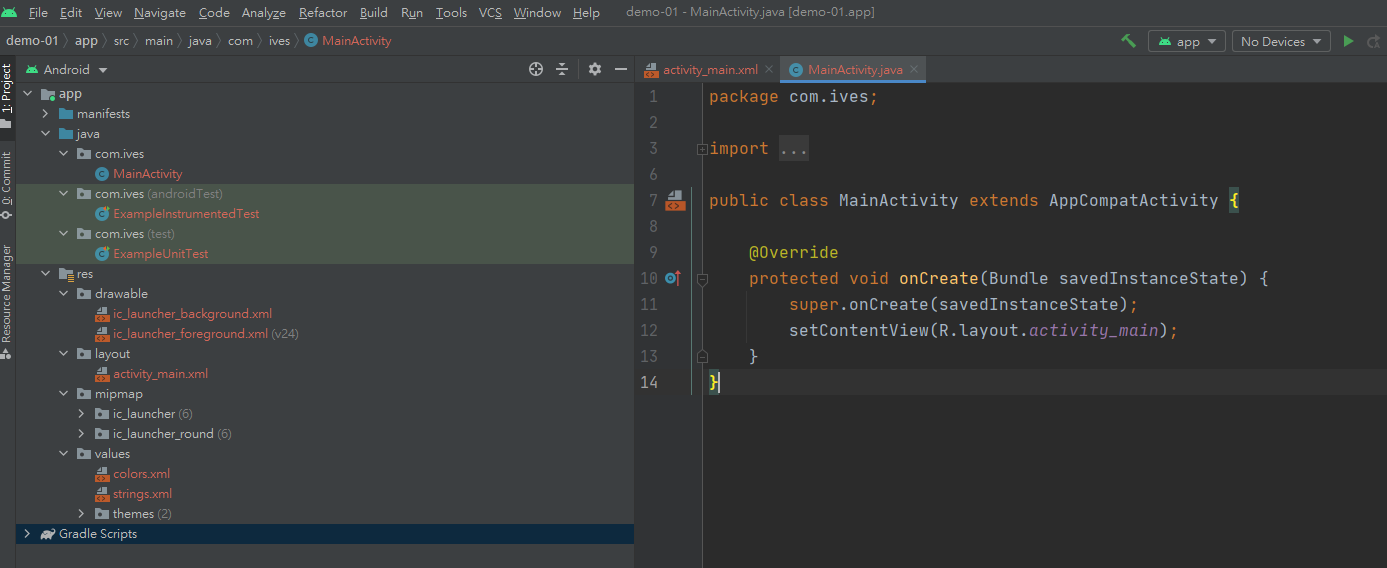 File Edit View Navigate Code Analyze Refactor Build Run Tools VCS Window Help demo-01 - MainActivity.java [demo-01.app]
demo-01 app src main java com ives MainActivity app No Devices
1: Project
0: Commit
Resource Manager
Android
app
manifests
java
com.ives
MainActivity
com.ives (androidTest)
ExampleInstrumentedTest
com.ives (test)
ExampleUnitTest
res
drawable
ic_launcher_background.xml
ic_launcher_foreground.xml (v24)
layout
activity_main.xml
mipmap
ic_launcher (6)
ic_launcher_round (6)
values
colors.xml
strings.xml
themes (2)
Gradle Scripts
activity_main.xml MainActivity.java
1 package com.ives;
2
3 import ...
6
7 public class MainActivity extends AppCompatActivity {
8
9 @Override
10 protected void onCreate(Bundle savedInstanceState) {
11 super.onCreate(savedInstanceState);
12 setContentView(R.layout.activity_main);
13 }
14 }